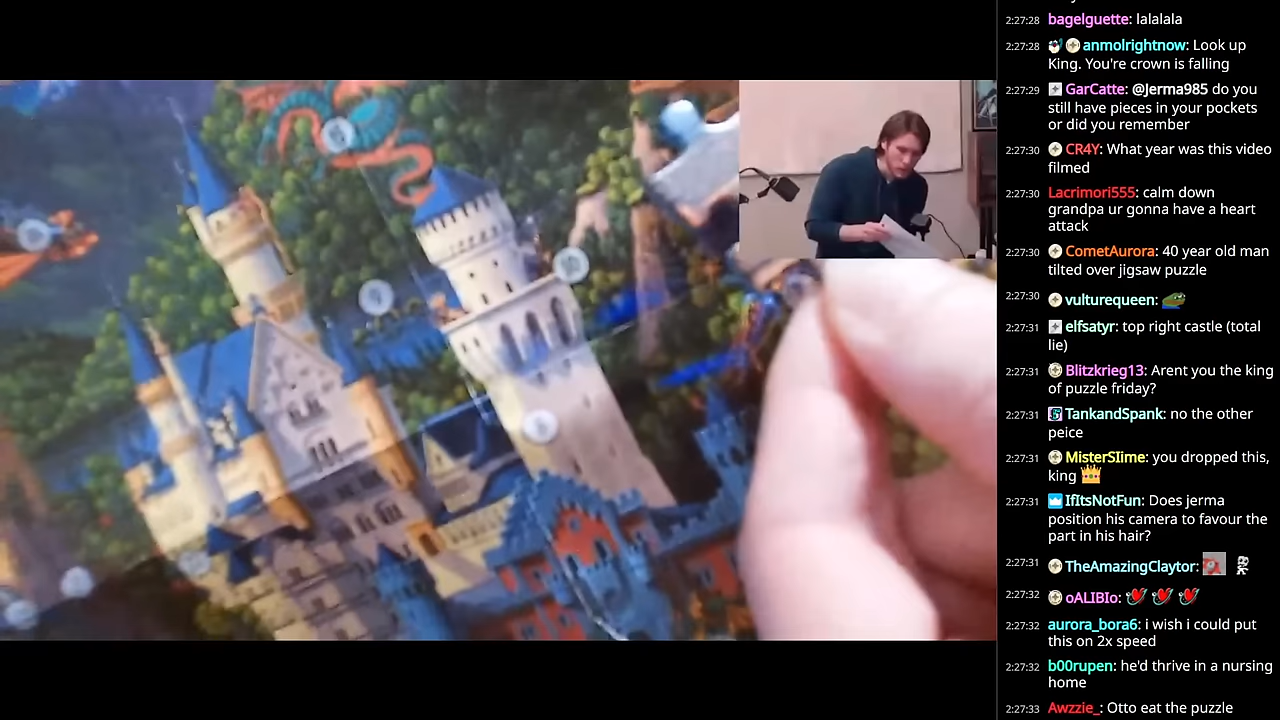 2:27:28 bagelguette: lalalala
2:27:28 anmolrightnow: Look up
King. You're crown is falling
2:27:29 GarCatte: @Jerma985 do you
still have pieces in your pockets
or did you remember
2:27:30 CR4Y: What year was this video
filmed
2:27:30 Lacrimori555: calm down
grandpa ur gonna have a heart
attack
2:27:30 CometAurora: 40 year old man
tilted over jigsaw puzzle
2:27:30 vulturequeen:
2:27:31 elfsatyr: top right castle (total
lie)
2:27:31 Blitzkrieg13: Arent you the king
of puzzle friday?
2:27:31 TankandSpank: no the other
peice
2:27:31 MisterSlime: you dropped this,
king
2:27:31 IfItsNotFun: Does jerma
position his camera to favour the
part in his hair?
2:27:31 TheAmazingClaytor:
2:27:32 oALIBIo:
2:27:32 aurora_bora6: i wish i could put
this on 2x speed
2:27:32 b00rupen: he'd thrive in a nursing
home
2:27:33 Awzzie_: Otto eat the puzzle